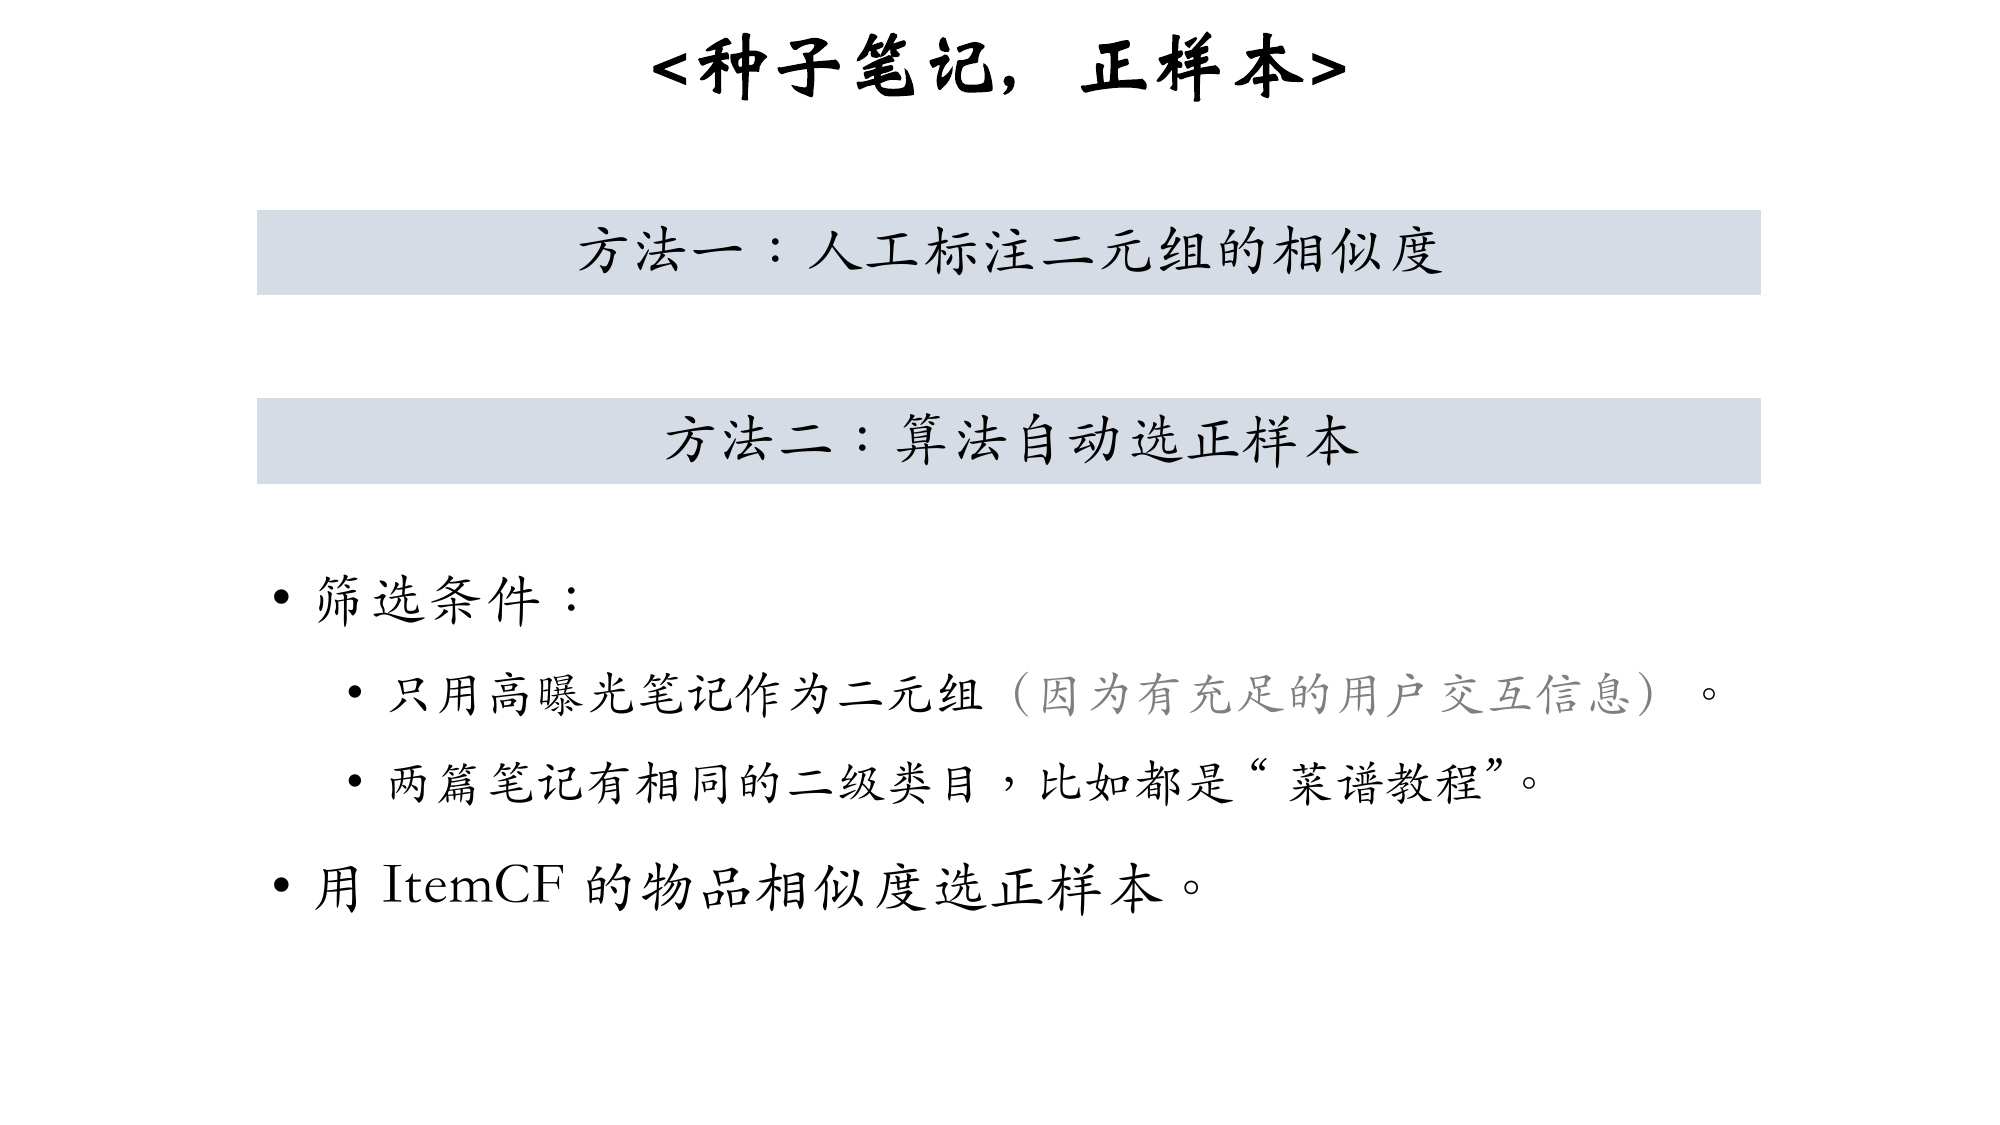 <种子笔记，正样本>
方法一：人工标注二元组的相似度
方法二：算法自动选正样本
• 筛选条件：
• 只用高曝光笔记作为二元组（因为有充足的用户交互信息）。
• 两篇笔记有相同的二级类目，比如都是“菜谱教程”。
• 用 ItemCF 的物品相似度选正样本。